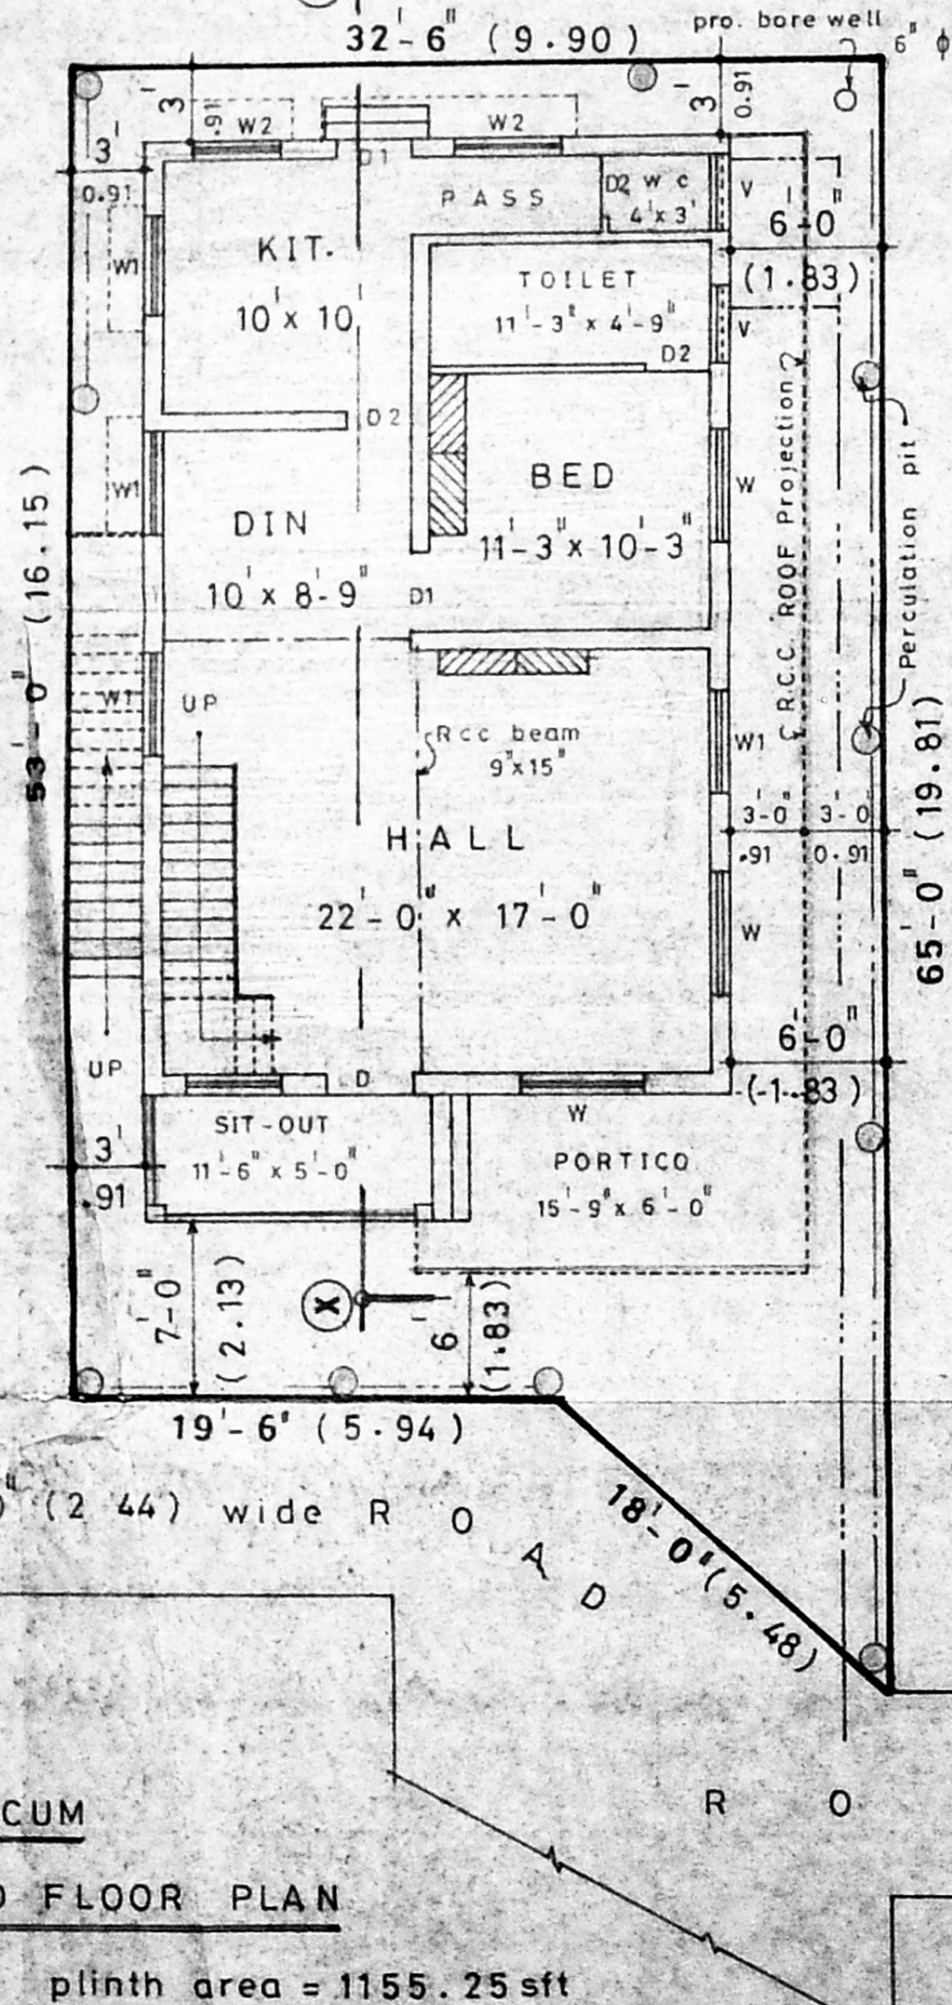 32'-6" (9.90)
pro. bore well
6" ϕ
3'
.91
W2
W2
3'
0.91
3'
0.91
D1
PASS
D2
W C
4'x3'
V
6'-0"
(1.83)
KIT.
10'x10'
W1
TOILET
11'-3" x 4'-9"
D2
V
D2
R.C.C. ROOF Projection
Perculation pit
W1
BED
11'-3" x 10'-3"
W
DIN
10'x 8'-9"
D1
53'-0" (16.15)
W1
UP
Rcc beam
9"x15"
W1
3'-0"
.91
3'-0"
0.91
65'-0" (19.81)
HALL
22'-0" x 17'-0"
W
UP
D
6'-0"
(1.83)
W
SIT-OUT
11'-6" x 5'-0"
PORTICO
15'-9" x 6'-0"
3'
.91
7'-0"
(2.13)
X
6'
(1.83)
19'-6" (5.94)
18'-0" (5.48)
(2 44) wide ROAD
R O
CUM
FLOOR PLAN
plinth area = 1155.25 sft